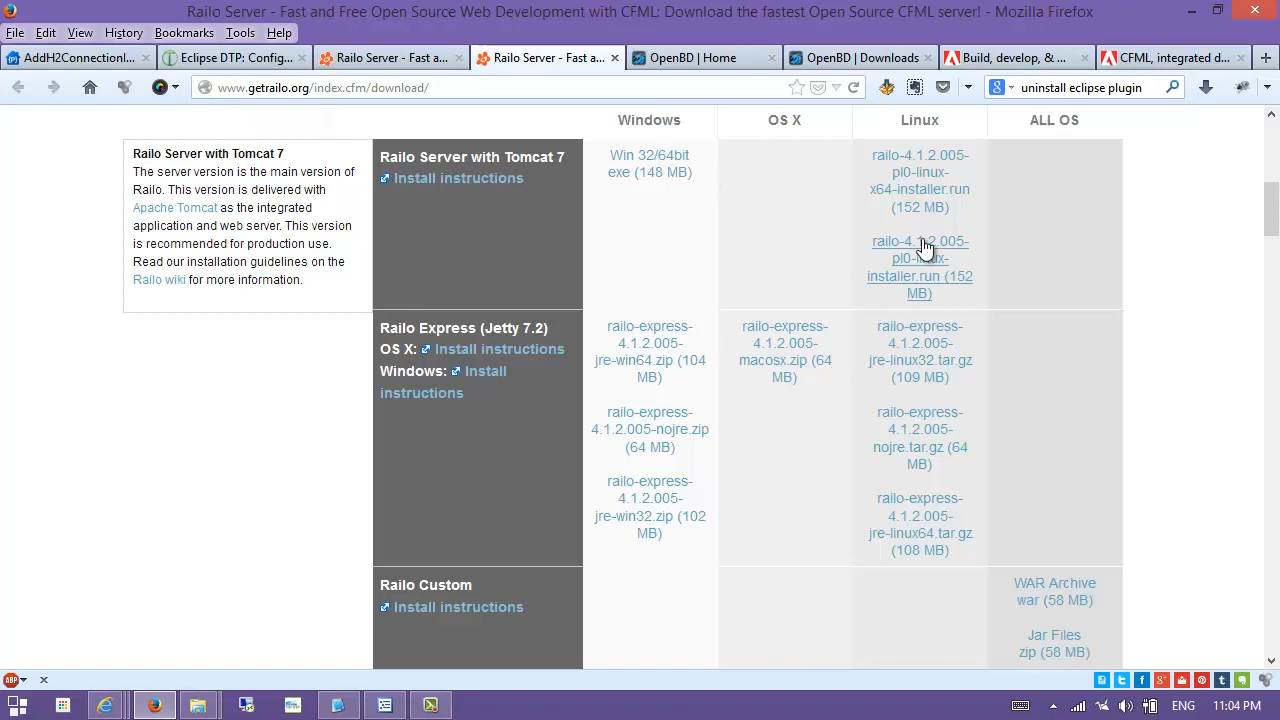 Railo Server - Fast and Free Open Source Web Development with CFML: Download the fastest Open Source CFML server! - Mozilla Firefox
File Edit View History Bookmarks Tools Help
AddH2ConnectionI...
Eclipse DTP: Config...
Railo Server - Fast a...
Railo Server - Fast a...
OpenBD | Home
OpenBD | Downloads
Build, develop, & ...
CFML, integrated d...
www.getrailo.org/index.cfm/download/
uninstall eclipse plugin
Windows OS X Linux ALL OS
Railo Server with Tomcat 7
The server version is the main version of
Railo. This version is delivered with
Apache Tomcat as the integrated
application and web server. This version
is recommended for production use.
Read our installation guidelines on the
Railo wiki for more information.
Railo Server with Tomcat 7
Install instructions
Win 32/64bit
exe (148 MB)
railo-4.1.2.005-
pl0-linux-
x64-installer.run
(152 MB)
railo-4.1.2.005-
pl0-linux-
installer.run (152
MB)
Railo Express (Jetty 7.2)
OS X: Install instructions
Windows: Install
instructions
railo-express-
4.1.2.005-
jre-win64.zip (104
MB)
railo-express-
4.1.2.005-nojre.zip
(64 MB)
railo-express-
4.1.2.005-
jre-win32.zip (102
MB)
railo-express-
4.1.2.005-
macosx.zip (64
MB)
railo-express-
4.1.2.005-
jre-linux32.tar.gz
(109 MB)
railo-express-
4.1.2.005-
nojre.tar.gz (64
MB)
railo-express-
4.1.2.005-
jre-linux64.tar.gz
(108 MB)
Railo Custom
Install instructions
WAR Archive
war (58 MB)
Jar Files
zip (58 MB)
ABP
ENG 11:04 PM